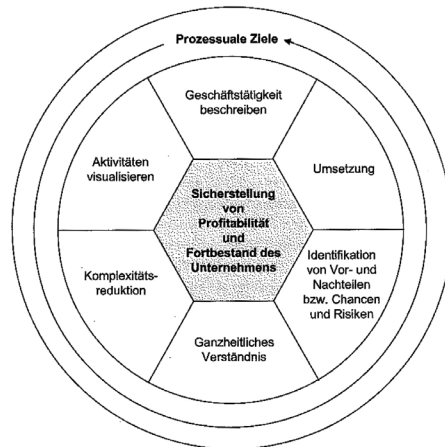 Prozessuale Ziele
Geschäftstätigkeit
beschreiben
Umsetzung
Identifikation
von Vor- und
Nachteilen
bzw. Chancen
und Risiken
Ganzheitliches
Verständnis
Komplexitäts-
reduktion
Aktivitäten
visualisieren
Sicherstellung
von
Profitabilität
und
Fortbestand des
Unternehmens